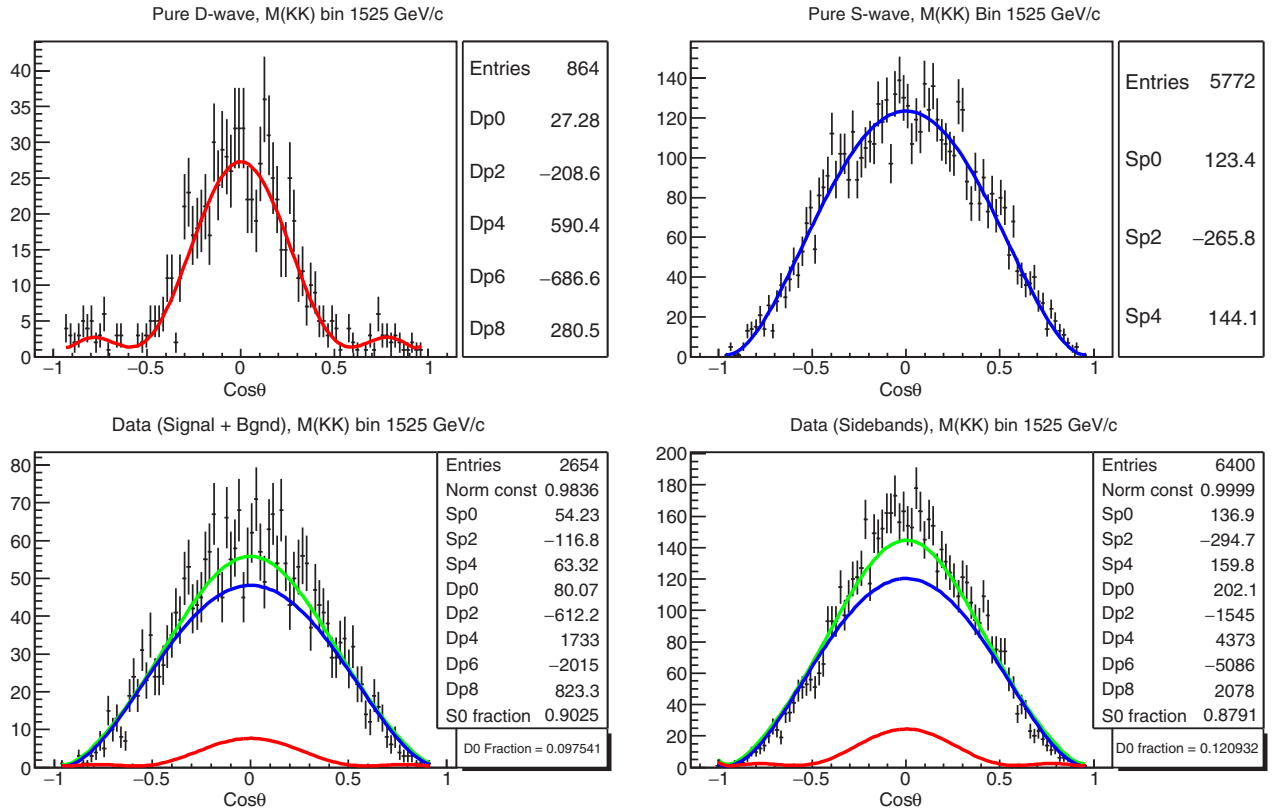 Pure D-wave, M(KK) bin 1525 GeV/c
40
35
30
25
20
15
10
5
0
−1 −0.5 0 0.5 1
Cosθ
Entries 864
Dp0 27.28
Dp2 −208.6
Dp4 590.4
Dp6 −686.6
Dp8 280.5
Pure S-wave, M(KK) Bin 1525 GeV/c
140
120
100
80
60
40
20
0
−1 −0.5 0 0.5 1
Cosθ
Entries 5772
Sp0 123.4
Sp2 −265.8
Sp4 144.1
Data (Signal + Bgnd), M(KK) bin 1525 GeV/c
80
70
60
50
40
30
20
10
0
−1 −0.5 0 0.5 1
Cosθ
Entries 2654
Norm const 0.9836
Sp0 54.23
Sp2 −116.8
Sp4 63.32
Dp0 80.07
Dp2 −612.2
Dp4 1733
Dp6 −2015
Dp8 823.3
S0 fraction 0.9025
D0 Fraction = 0.097541
Data (Sidebands), M(KK) bin 1525 GeV/c
200
180
160
140
120
100
80
60
40
20
0
−1 −0.5 0 0.5 1
Cosθ
Entries 6400
Norm const 0.9999
Sp0 136.9
Sp2 −294.7
Sp4 159.8
Dp0 202.1
Dp2 −1545
Dp4 4373
Dp6 −5086
Dp8 2078
S0 fraction 0.8791
D0 fraction = 0.120932